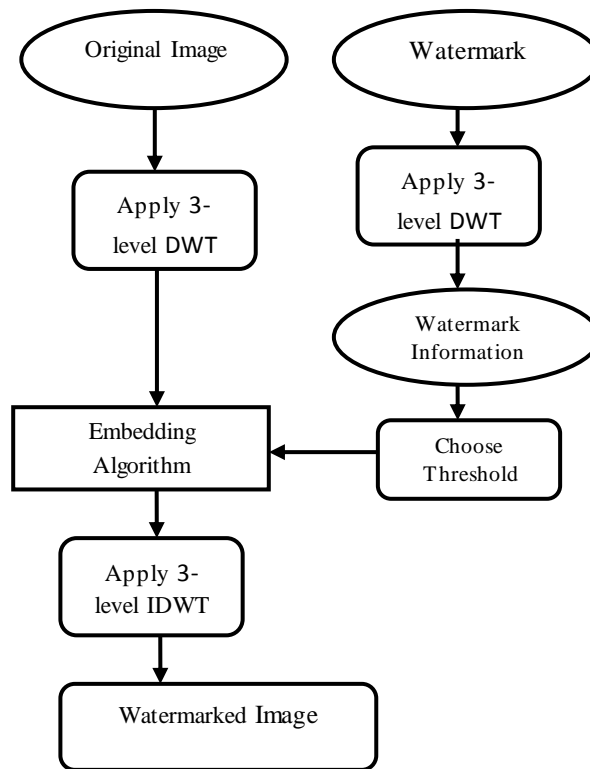 Original Image
Watermark
Apply 3-
level DWT
Apply 3-
level DWT
Watermark
Information
Embedding
Algorithm
Choose
Threshold
Apply 3-
level IDWT
Watermarked Image